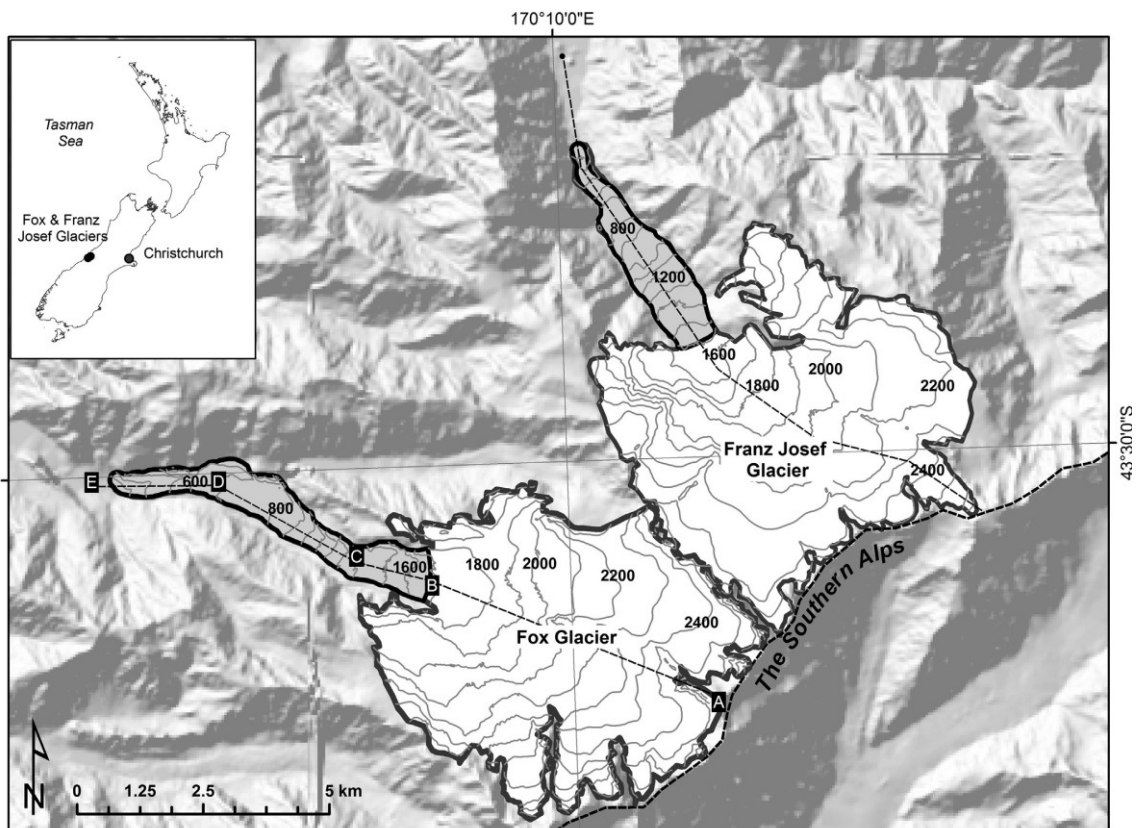 170°10'0"E
Tasman
Sea
Fox & Franz
Josef Glaciers
Christchurch
800
1200
1600
1800
2000
2200
Franz Josef
Glacier
2400
43°30'0"S
E
600
D
800
C
1600
B
1800
2000
2200
2400
Fox Glacier
A
The Southern Alps
N
0 1.25 2.5 5 km